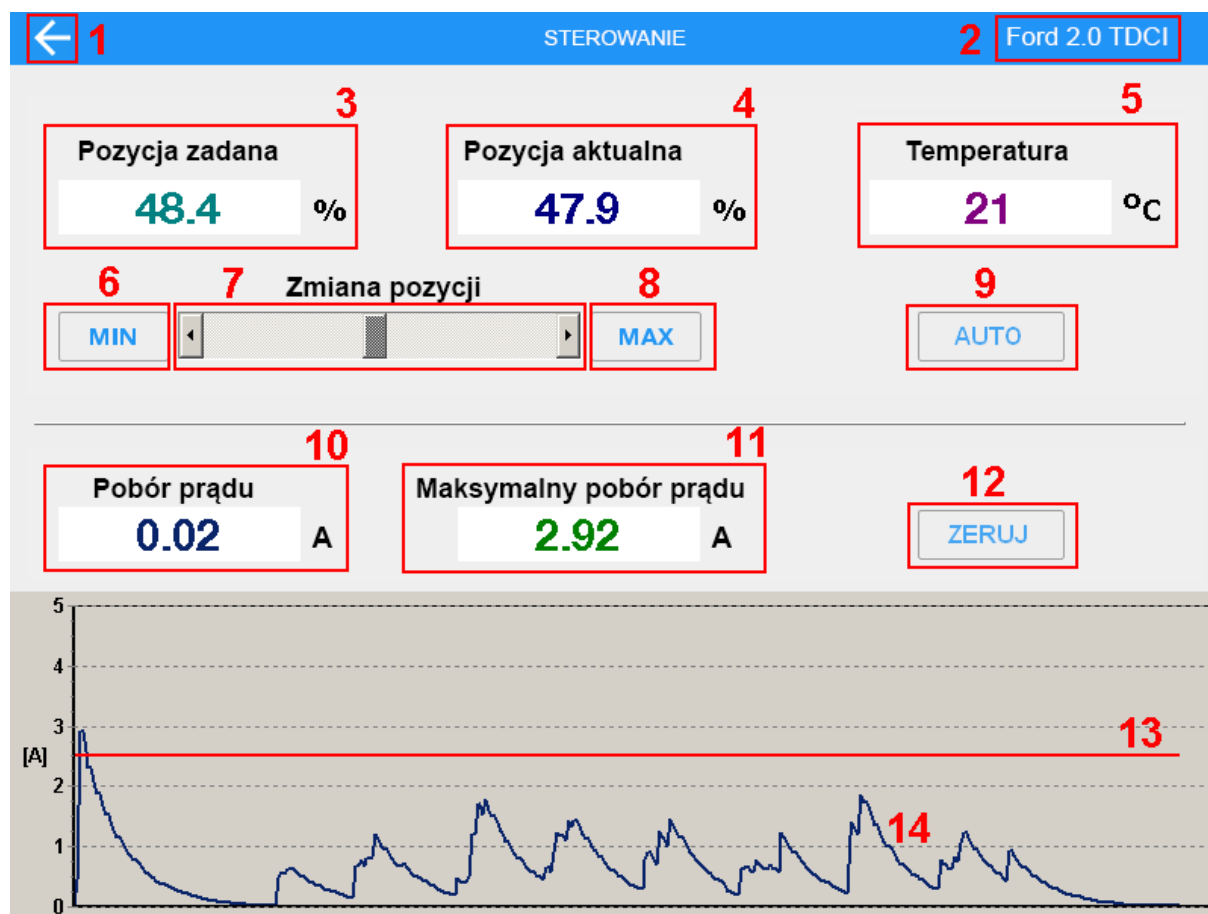 1 STEROWANIE 2 Ford 2.0 TDCI
3 4 5
Pozycja zadana Pozycja aktualna Temperatura
48.4 % 47.9 % 21 °C
6 7 Zmiana pozycji 8 9
MIN MAX AUTO
10 11
Pobór prądu Maksymalny pobór prądu 12
0.02 A 2.92 A ZERUJ
5
4
3 13
[A]
2
14
1
0